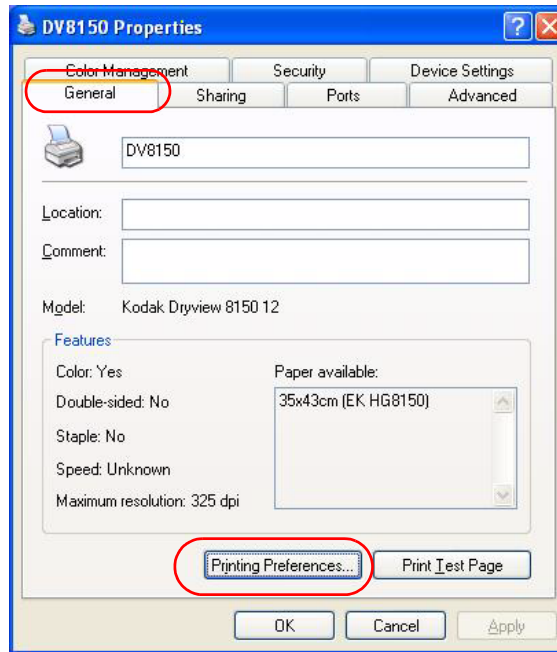 DV8150 Properties
Color Management Security Device Settings
General Sharing Ports Advanced
DV8150
Location:
Comment:
Model: Kodak Dryview 8150 12
Features
Color: Yes Paper available:
Double-sided: No 35x43cm (EK HG8150)
Staple: No
Speed: Unknown
Maximum resolution: 325 dpi
Printing Preferences... Print Test Page
OK Cancel Apply